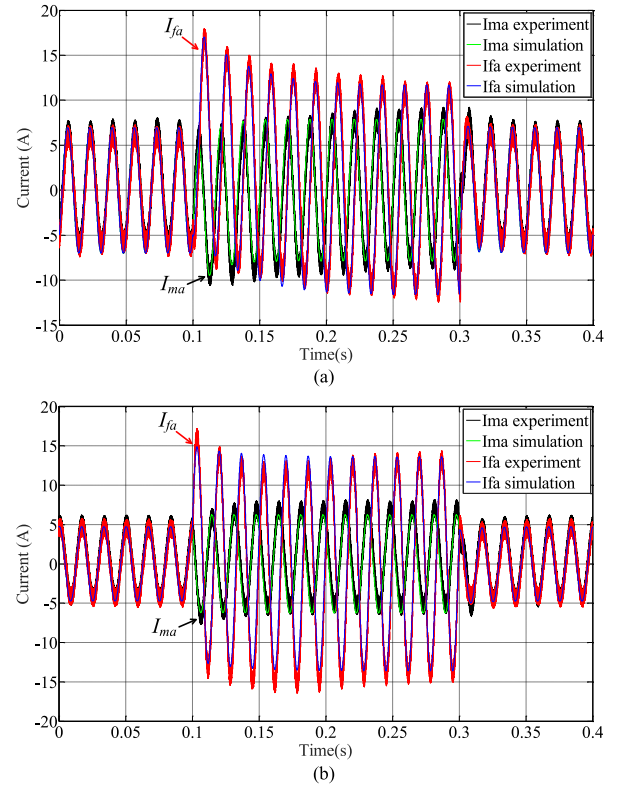 (a)
20
15
10
5
0
-5
-10
-15
Current (A)
I_fa
I_ma
Ima experiment
Ima simulation
Ifa experiment
Ifa simulation
0 0.05 0.1 0.15 0.2 0.25 0.3 0.35 0.4
Time(s)
(a)
20
15
10
5
0
-5
-10
-15
-20
Current (A)
I_fa
I_ma
Ima experiment
Ima simulation
Ifa experiment
Ifa simulation
0 0.05 0.1 0.15 0.2 0.25 0.3 0.35 0.4
Time(s)
(b)